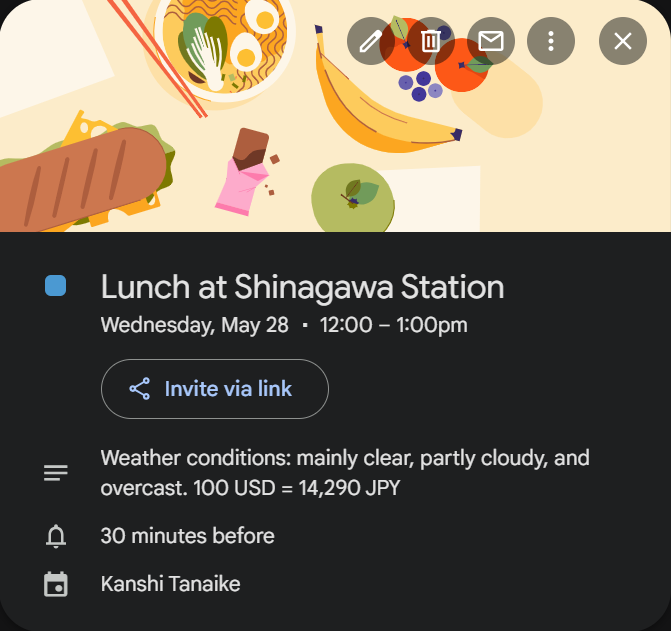 Lunch at Shinagawa Station
Wednesday, May 28 • 12:00 – 1:00pm
Invite via link
Weather conditions: mainly clear, partly cloudy, and
overcast. 100 USD = 14,290 JPY
30 minutes before
Kanshi Tanaike